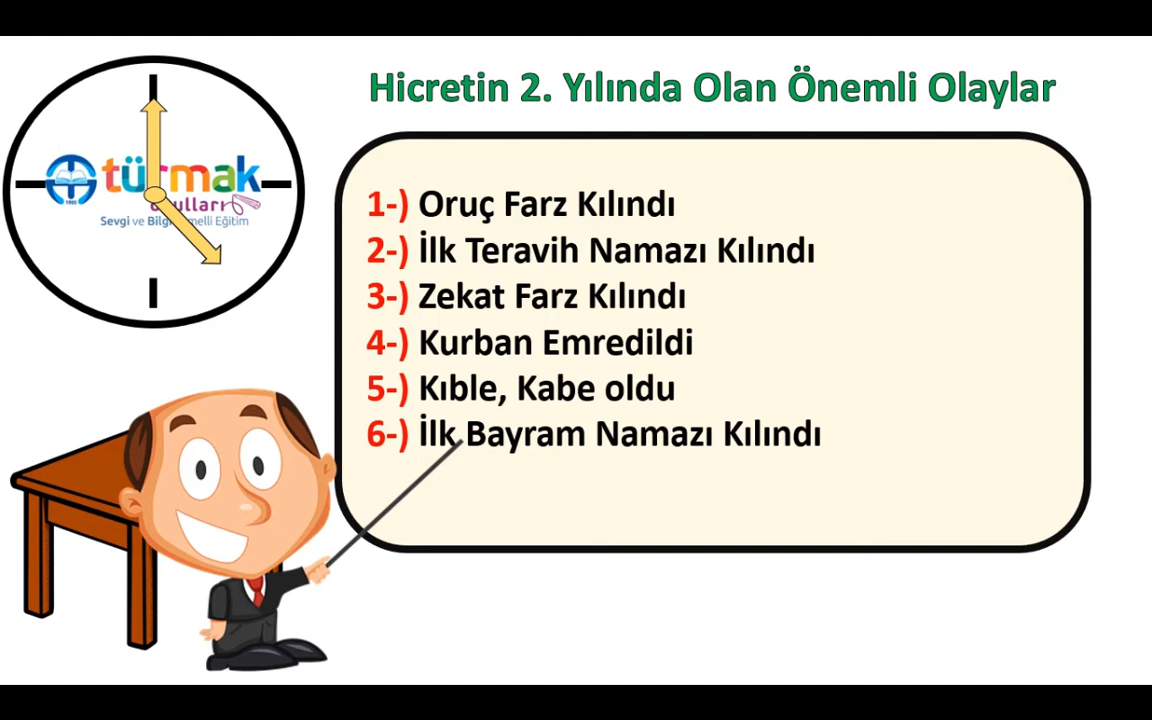 Hicretin 2. Yılında Olan Önemli Olaylar
türmak
okulları
Sevgi ve Bilgi Temelli Eğitim
1-) Oruç Farz Kılındı
2-) İlk Teravih Namazı Kılındı
3-) Zekat Farz Kılındı
4-) Kurban Emredildi
5-) Kıble, Kabe oldu
6-) İlk Bayram Namazı Kılındı